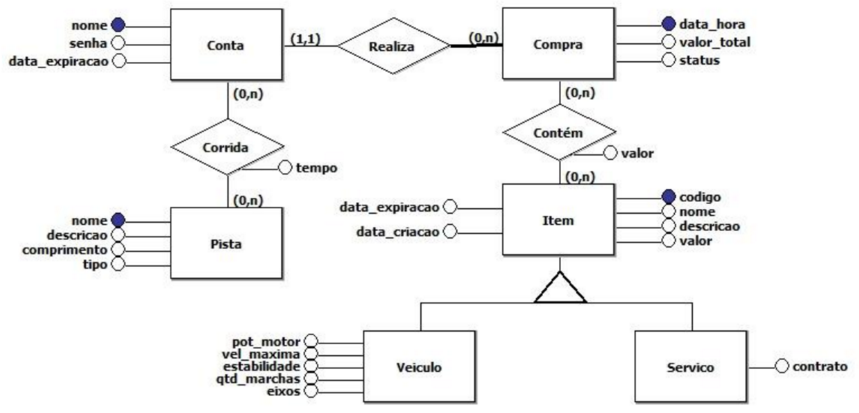 nome
senha
data_expiracao
Conta
(1,1)
Realiza
(0,n)
Compra
data_hora
valor_total
status
(0,n)
Corrida
tempo
(0,n)
(0,n)
Contém
valor
(0,n)
nome
descricao
comprimento
tipo
Pista
data_expiracao
data_criacao
Item
codigo
nome
descricao
valor
pot_motor
vel_maxima
estabilidade
qtd_marchas
eixos
Veiculo
Servico
contrato